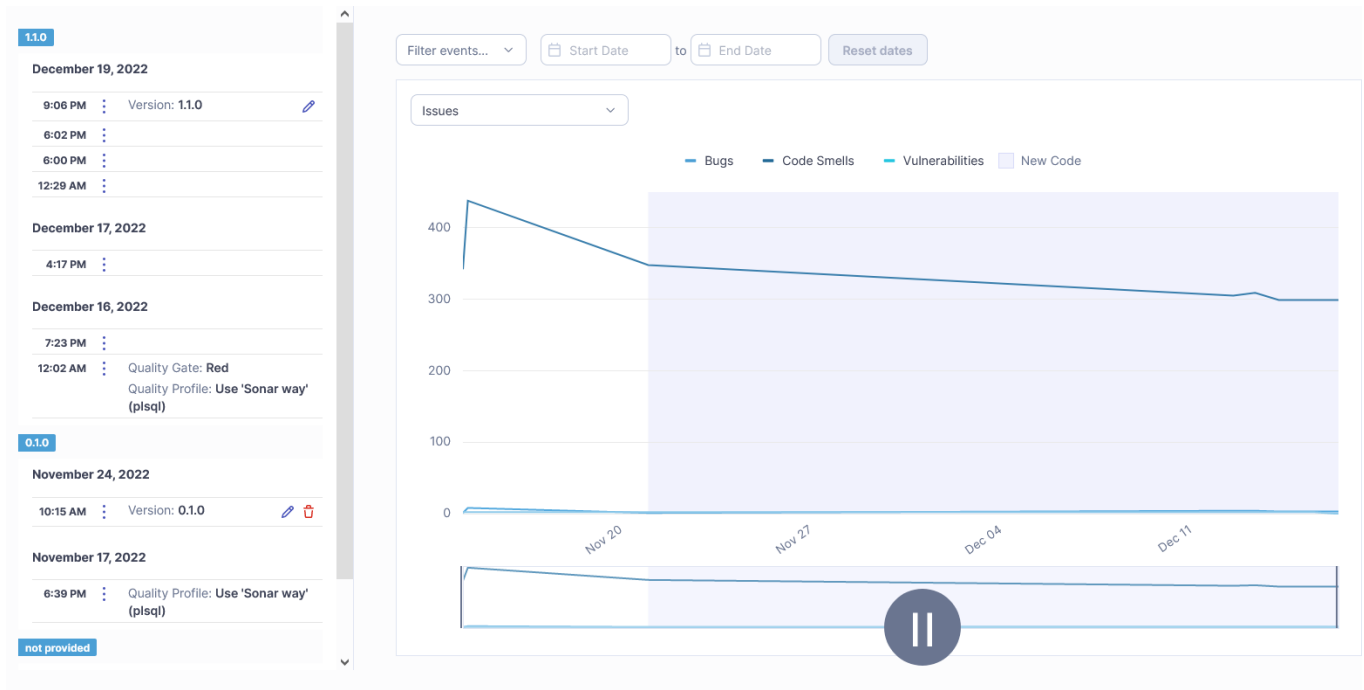 1.1.0
December 19, 2022
9:06 PM Version: 1.1.0
6:02 PM
6:00 PM
12:29 AM
December 17, 2022
4:17 PM
December 16, 2022
7:23 PM
12:02 AM Quality Gate: Red
Quality Profile: Use 'Sonar way'
(plsql)
0.1.0
November 24, 2022
10:15 AM Version: 0.1.0
November 17, 2022
6:39 PM Quality Profile: Use 'Sonar way'
(plsql)
not provided
Filter events... Start Date to End Date Reset dates
Issues
Bugs Code Smells Vulnerabilities New Code
400
300
200
100
0
Nov 20 Nov 27 Dec 04 Dec 11